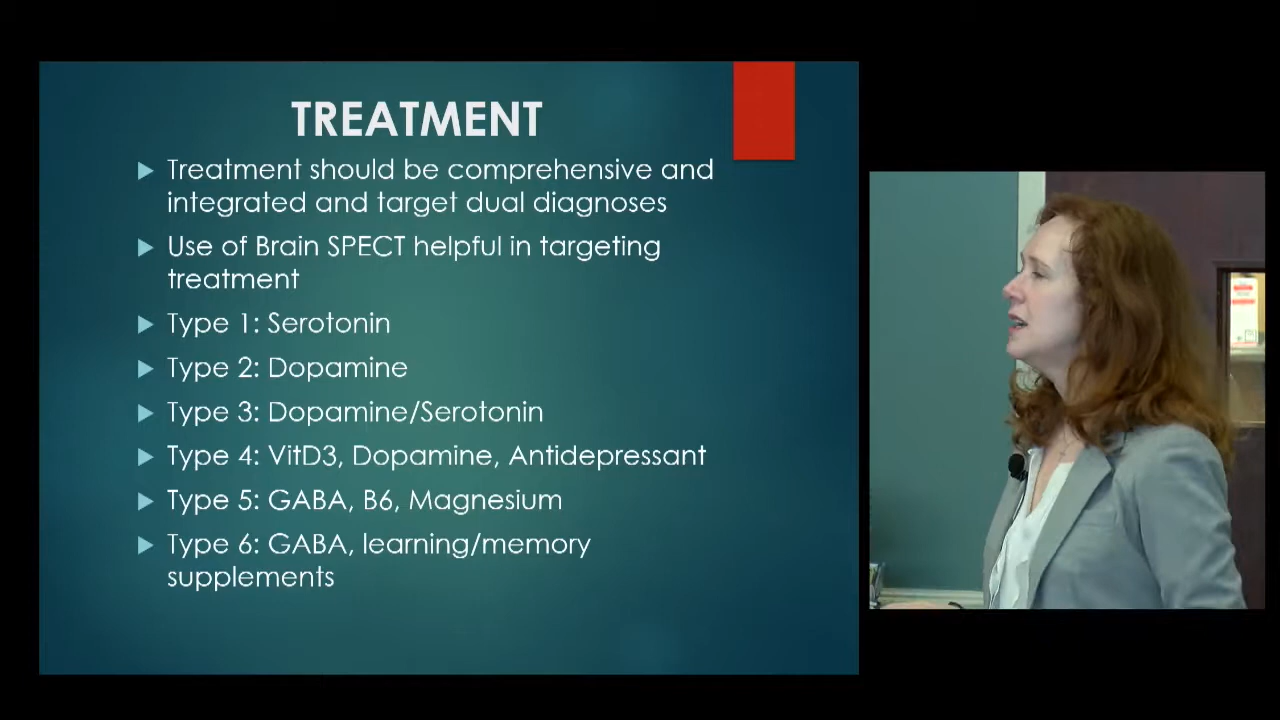 TREATMENT
Treatment should be comprehensive and
integrated and target dual diagnoses
Use of Brain SPECT helpful in targeting
treatment
Type 1: Serotonin
Type 2: Dopamine
Type 3: Dopamine/Serotonin
Type 4: VitD3, Dopamine, Antidepressant
Type 5: GABA, B6, Magnesium
Type 6: GABA, learning/memory
supplements